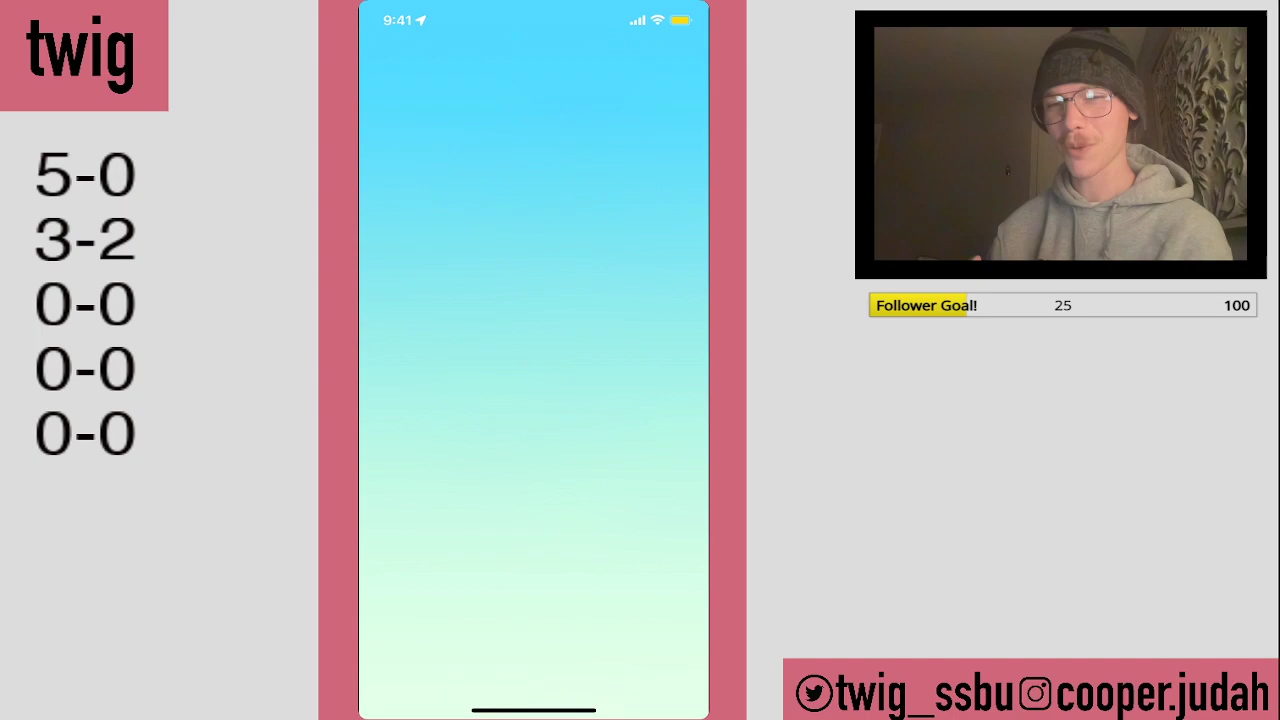 twig
5-0
3-2
0-0
0-0
0-0
9:41
Follower Goal! 25 100
twig_ssbu cooper.judah